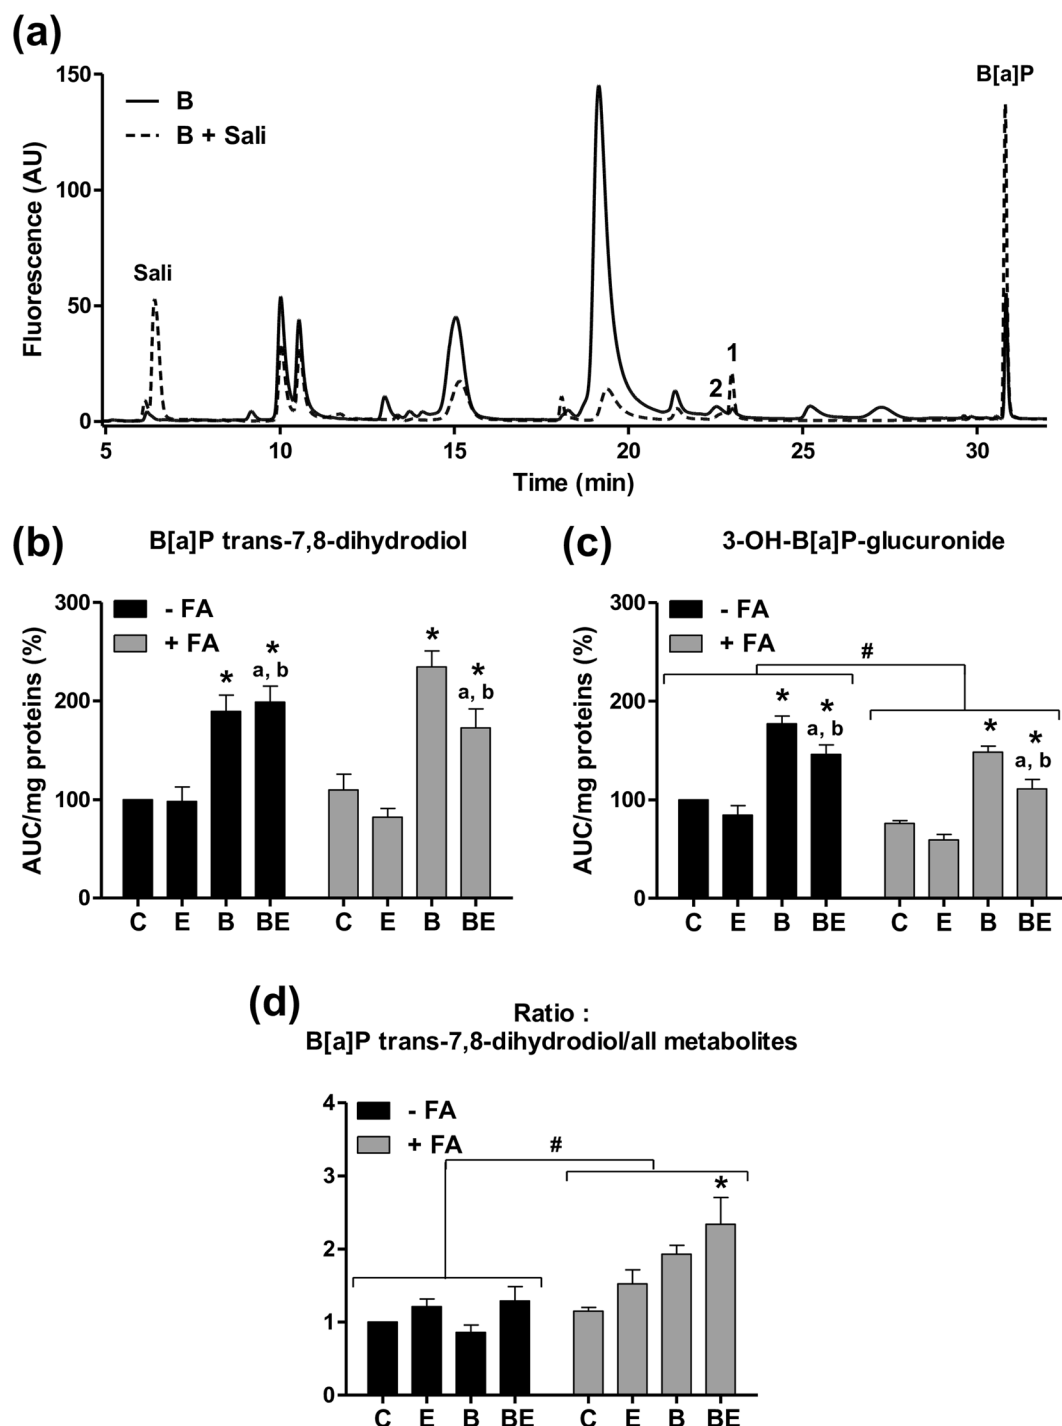 (a)
150
100
50
0
Fluorescence (AU)
B
B + Sali
Sali
B[a]P
1
2
5 10 15 20 25 30
Time (min)
(b)
B[a]P trans-7,8-dihydrodiol
300
200
100
0
AUC/mg proteins (%)
- FA
+ FA
*
*
a, b
*
*
a, b
C E B BE C E B BE
(c)
3-OH-B[a]P-glucuronide
300
200
100
0
AUC/mg proteins (%)
- FA
+ FA
#
*
*
a, b
*
*
a, b
C E B BE C E B BE
(d)
Ratio :
B[a]P trans-7,8-dihydrodiol/all metabolites
4
3
2
1
0
- FA
+ FA
#
*
C E B BE C E B BE